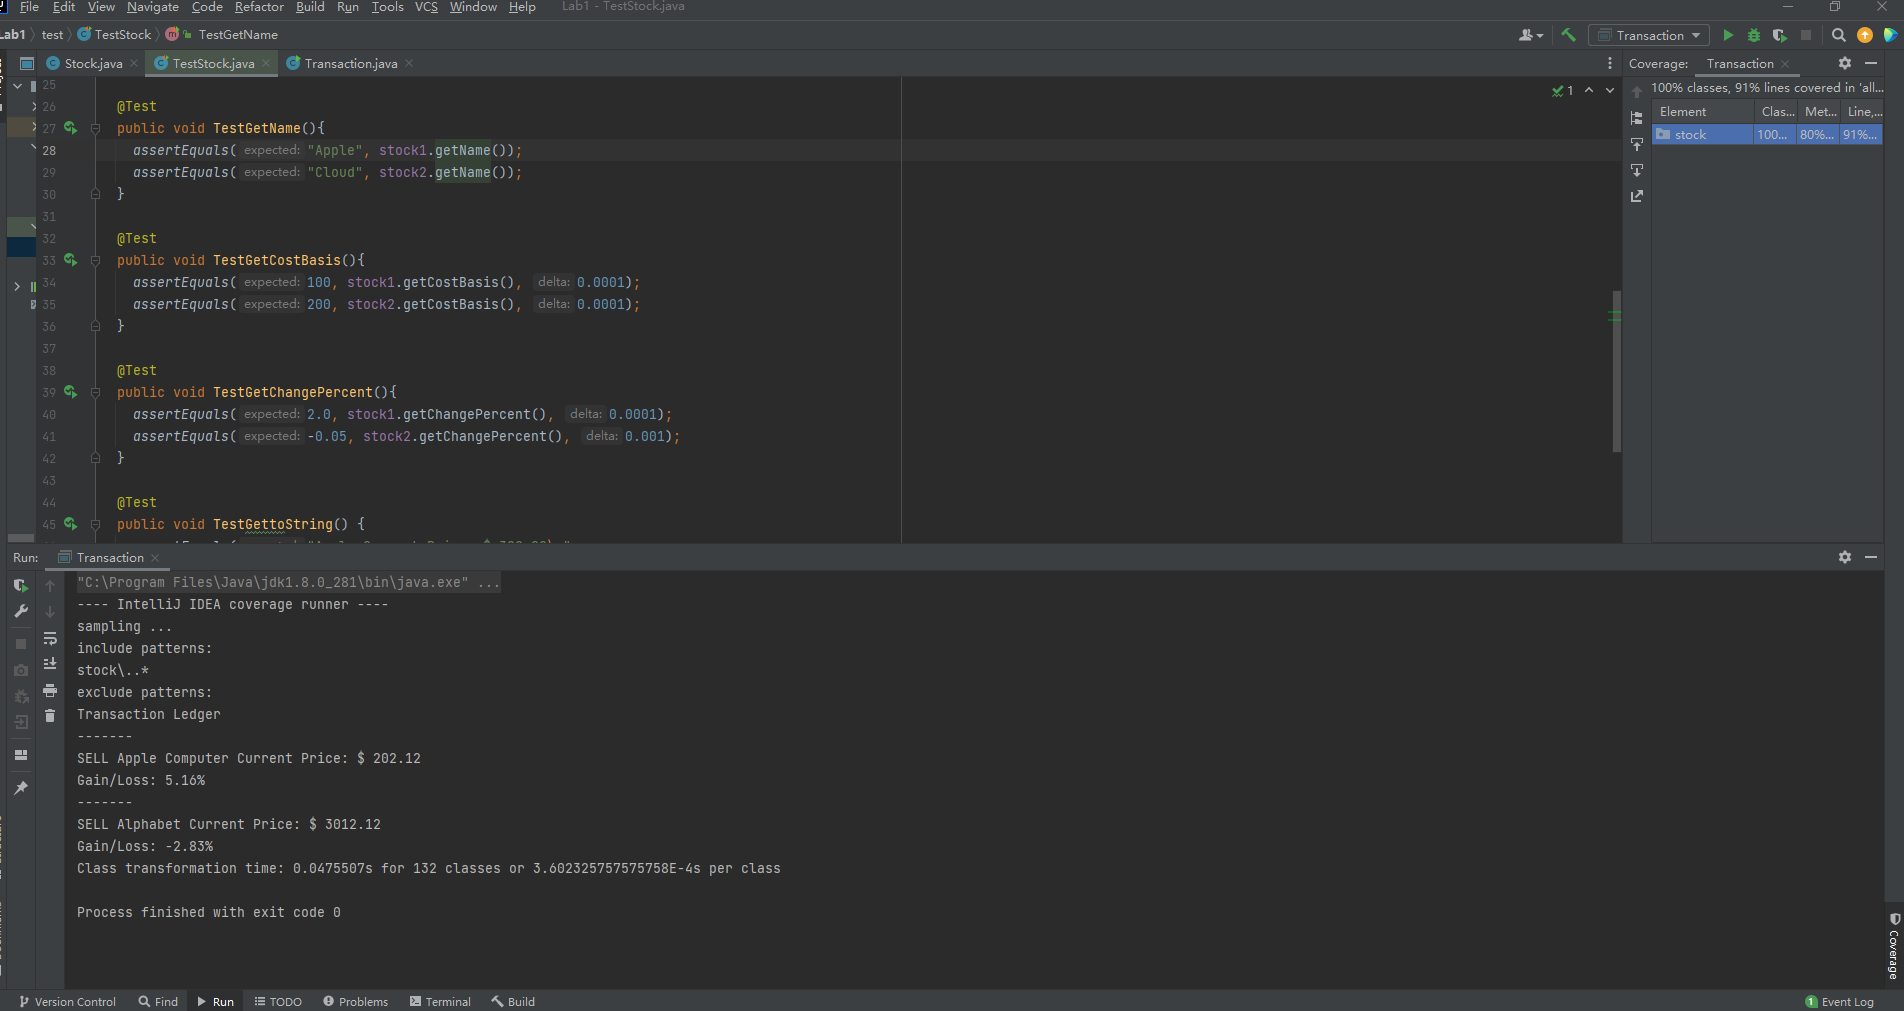 File Edit View Navigate Code Refactor Build Run Tools VCS Window Help Lab1 - TestStock.java
Lab1 test TestStock TestGetName
Transaction
Stock.java TestStock.java Transaction.java
Coverage: Transaction
100% classes, 91% lines covered in 'all...
Element Clas... Met... Line,...
stock 100... 80%... 91%...
1
25
26 @Test
27 public void TestGetName(){
28 assertEquals( expected: "Apple", stock1.getName());
29 assertEquals( expected: "Cloud", stock2.getName());
30 }
31
32 @Test
33 public void TestGetCostBasis(){
34 assertEquals( expected: 100, stock1.getCostBasis(), delta: 0.0001);
35 assertEquals( expected: 200, stock2.getCostBasis(), delta: 0.0001);
36 }
37
38 @Test
39 public void TestGetChangePercent(){
40 assertEquals( expected: 2.0, stock1.getChangePercent(), delta: 0.0001);
41 assertEquals( expected: -0.05, stock2.getChangePercent(), delta: 0.001);
42 }
43
44 @Test
45 public void TestGettoString() {
Run: Transaction
"C:\Program Files\Java\jdk1.8.0_281\bin\java.exe" ...
---- IntelliJ IDEA coverage runner ----
sampling ...
include patterns:
stock\..*
exclude patterns:
Transaction Ledger
-------
SELL Apple Computer Current Price: $ 202.12
Gain/Loss: 5.16%
-------
SELL Alphabet Current Price: $ 3012.12
Gain/Loss: -2.83%
Class transformation time: 0.0475507s for 132 classes or 3.602325757575758E-4s per class
Process finished with exit code 0
Coverage
Version Control Find Run TODO Problems Terminal Build 1 Event Log